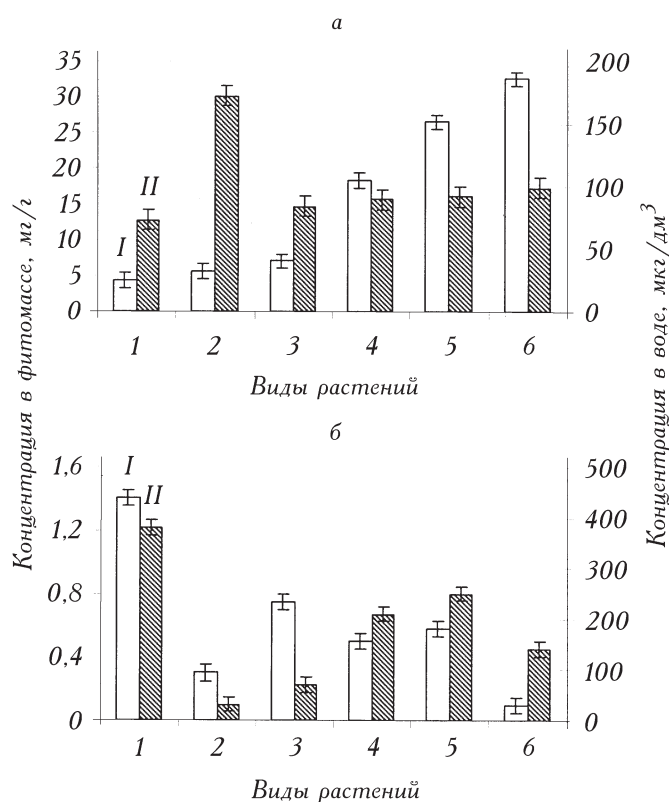 а
35
30
25
20
15
10
5
0
200
150
100
50
0
I
II
1 2 3 4 5 6
Виды растений
Концентрация в фитомассе, мг/г
Концентрация в воде, мкг/дм³
б
1,6
1,2
0,8
0,4
0
500
400
300
200
100
0
I
II
1 2 3 4 5 6
Виды растений